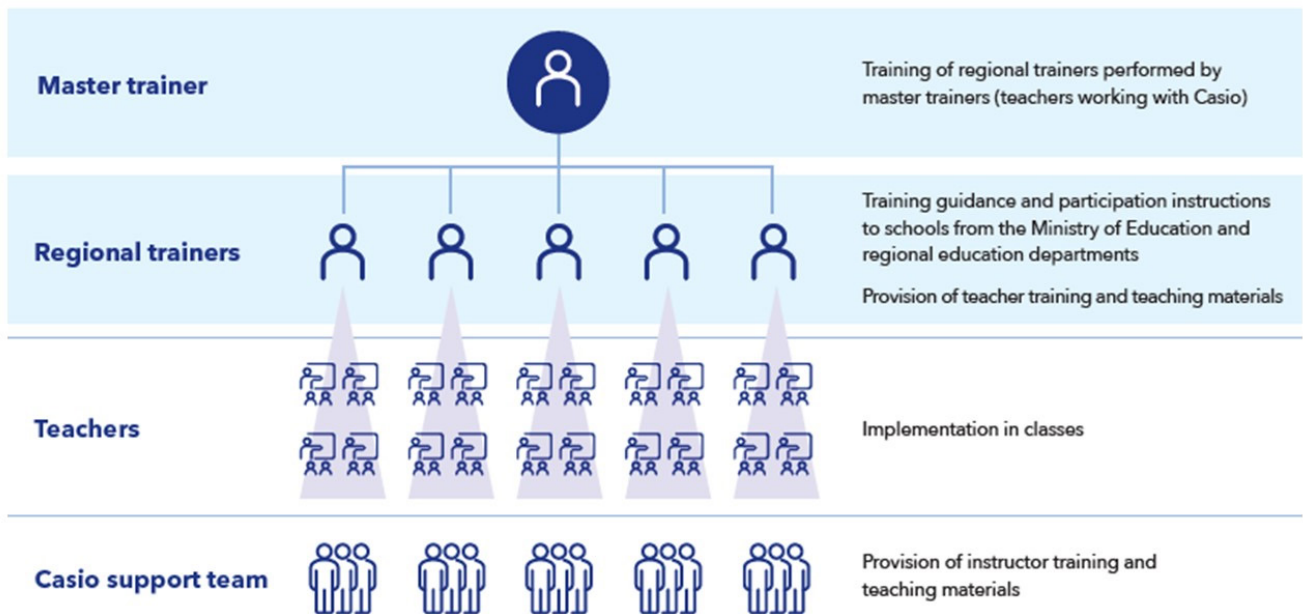 Master trainer
Training of regional trainers performed by
master trainers (teachers working with Casio)
Regional trainers
Training guidance and participation instructions
to schools from the Ministry of Education and
regional education departments
Provision of teacher training and teaching materials
Teachers
Implementation in classes
Casio support team
Provision of instructor training and
teaching materials